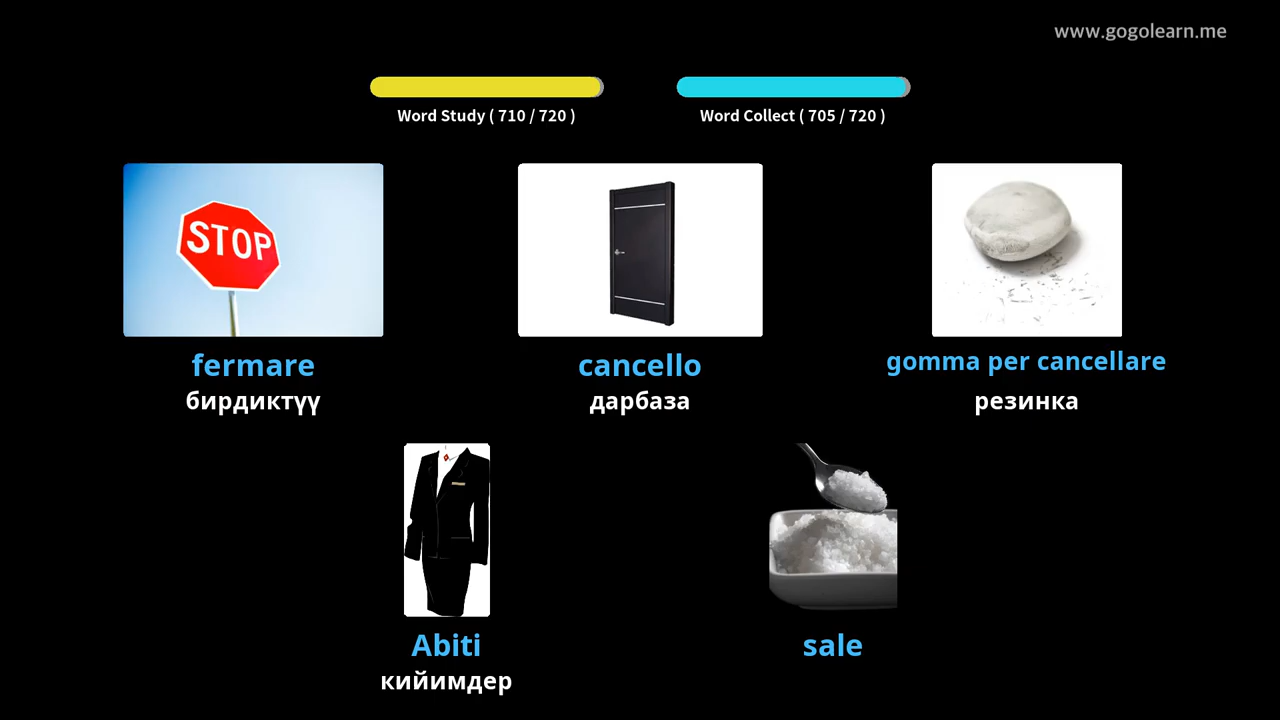 www.gogolearn.me
Word Study ( 710 / 720 )
Word Collect ( 705 / 720 )
STOP
fermare
бирдиктүү
cancello
дарбаза
gomma per cancellare
резинка
Abiti
кийимдер
sale